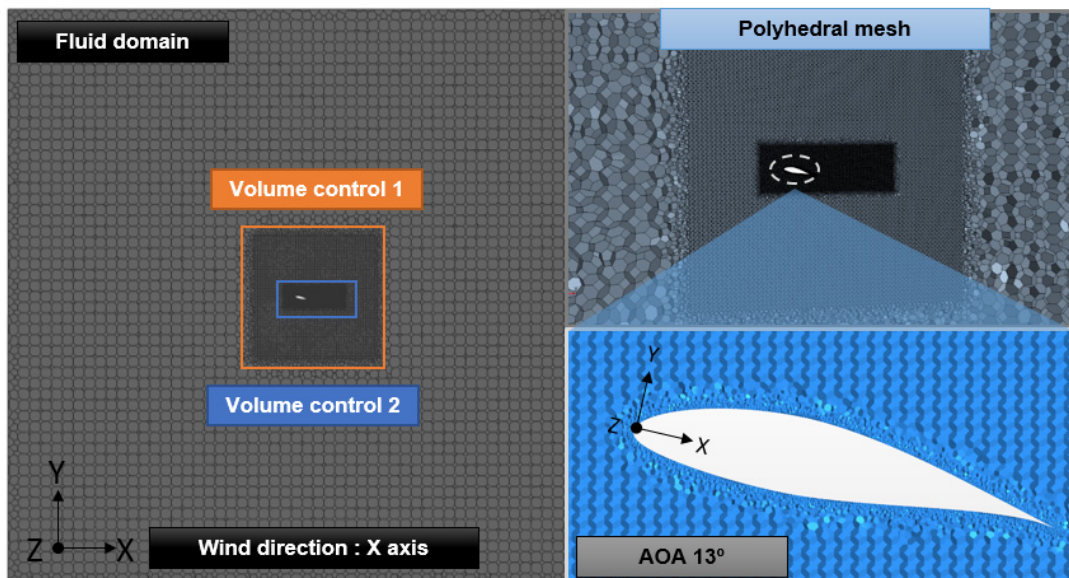 Fluid domain
Volume control 1
Volume control 2
Y
Z
X
Wind direction : X axis
Polyhedral mesh
Y
Z
X
AOA 13º